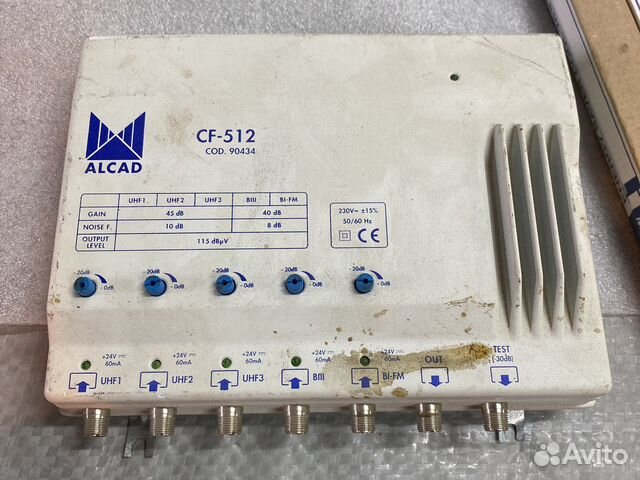 ALCAD
CF-512
COD. 90434
UHF1 UHF2 UHF3 BIII BI-FM
GAIN 45 dB 40 dB
NOISE F. 10 dB 8 dB
OUTPUT LEVEL 115 dBµV
230V~ ±15%
50/60 Hz
CE
-20dB -20dB -20dB -20dB -20dB
-0dB -0dB -0dB -0dB -0dB
+24V +24V +24V +24V +24V
60mA 60mA 60mA 60mA 60mA
UHF1 UHF2 UHF3 BIII BI-FM OUT TEST
(-30dB)
Avito